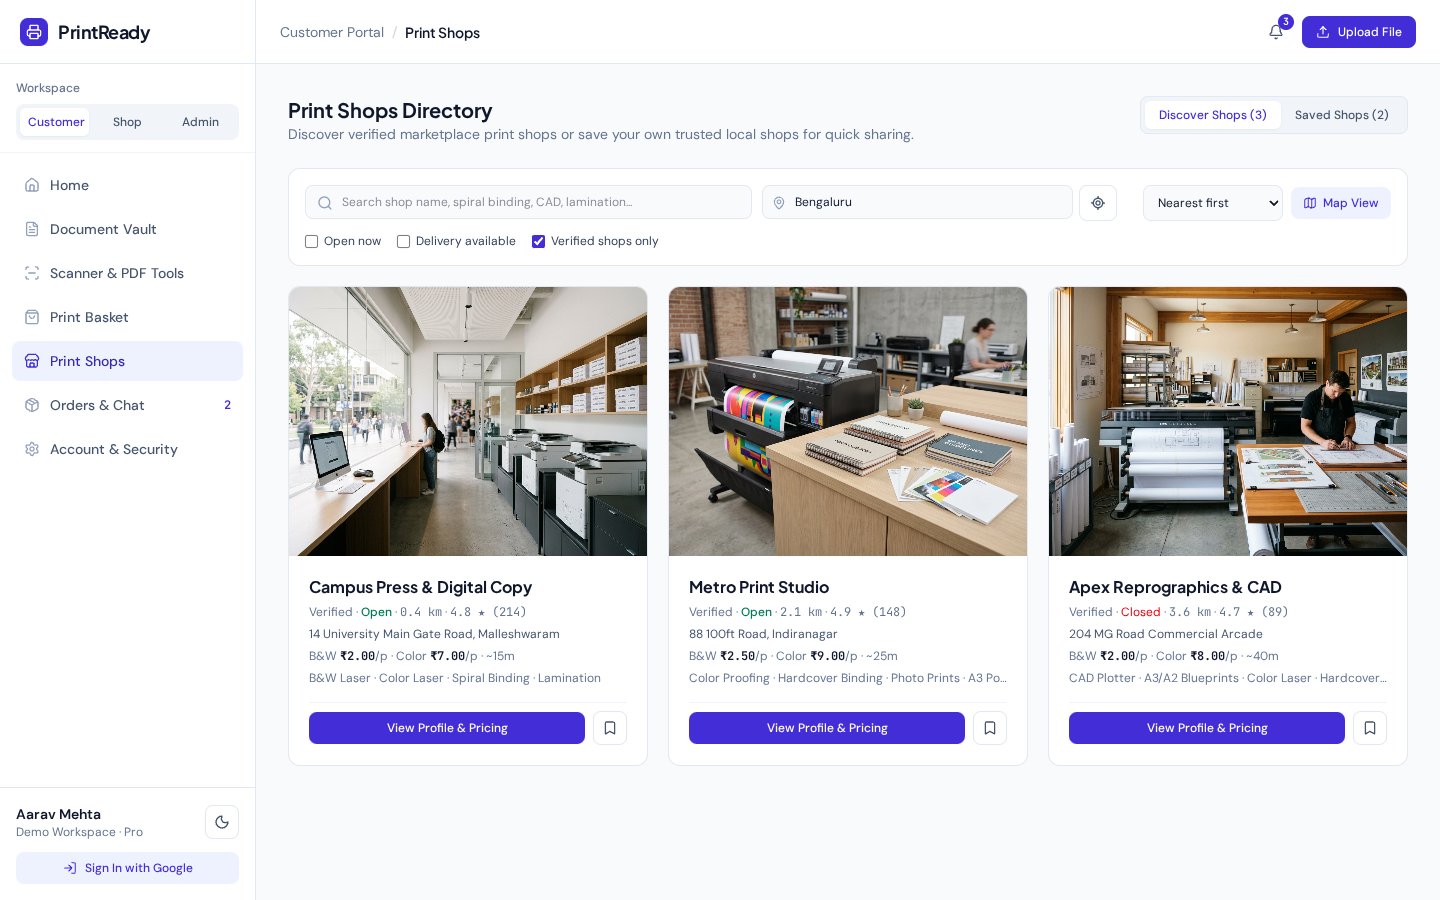 PrintReady
Customer Portal / Print Shops
3
Upload File
Workspace
Customer
Shop
Admin
Home
Document Vault
Scanner & PDF Tools
Print Basket
Print Shops
Orders & Chat
2
Account & Security
Aarav Mehta
Demo Workspace · Pro
Sign In with Google
Print Shops Directory
Discover verified marketplace print shops or save your own trusted local shops for quick sharing.
Discover Shops (3)
Saved Shops (2)
Search shop name, spiral binding, CAD, lamination...
Bengaluru
Nearest first
Map View
Open now
Delivery available
Verified shops only
Campus Press & Digital Copy
Verified · Open · 0.4 km · 4.8 ★ (214)
14 University Main Gate Road, Malleshwaram
B&W ₹2.00/p · Color ₹7.00/p · ~15m
B&W Laser · Color Laser · Spiral Binding · Lamination
View Profile & Pricing
Metro Print Studio
Verified · Open · 2.1 km · 4.9 ★ (148)
88 100ft Road, Indiranagar
B&W ₹2.50/p · Color ₹9.00/p · ~25m
Color Proofing · Hardcover Binding · Photo Prints · A3 Po...
View Profile & Pricing
Apex Reprographics & CAD
Verified · Closed · 3.6 km · 4.7 ★ (89)
204 MG Road Commercial Arcade
B&W ₹2.00/p · Color ₹8.00/p · ~40m
CAD Plotter · A3/A2 Blueprints · Color Laser · Hardcover...
View Profile & Pricing